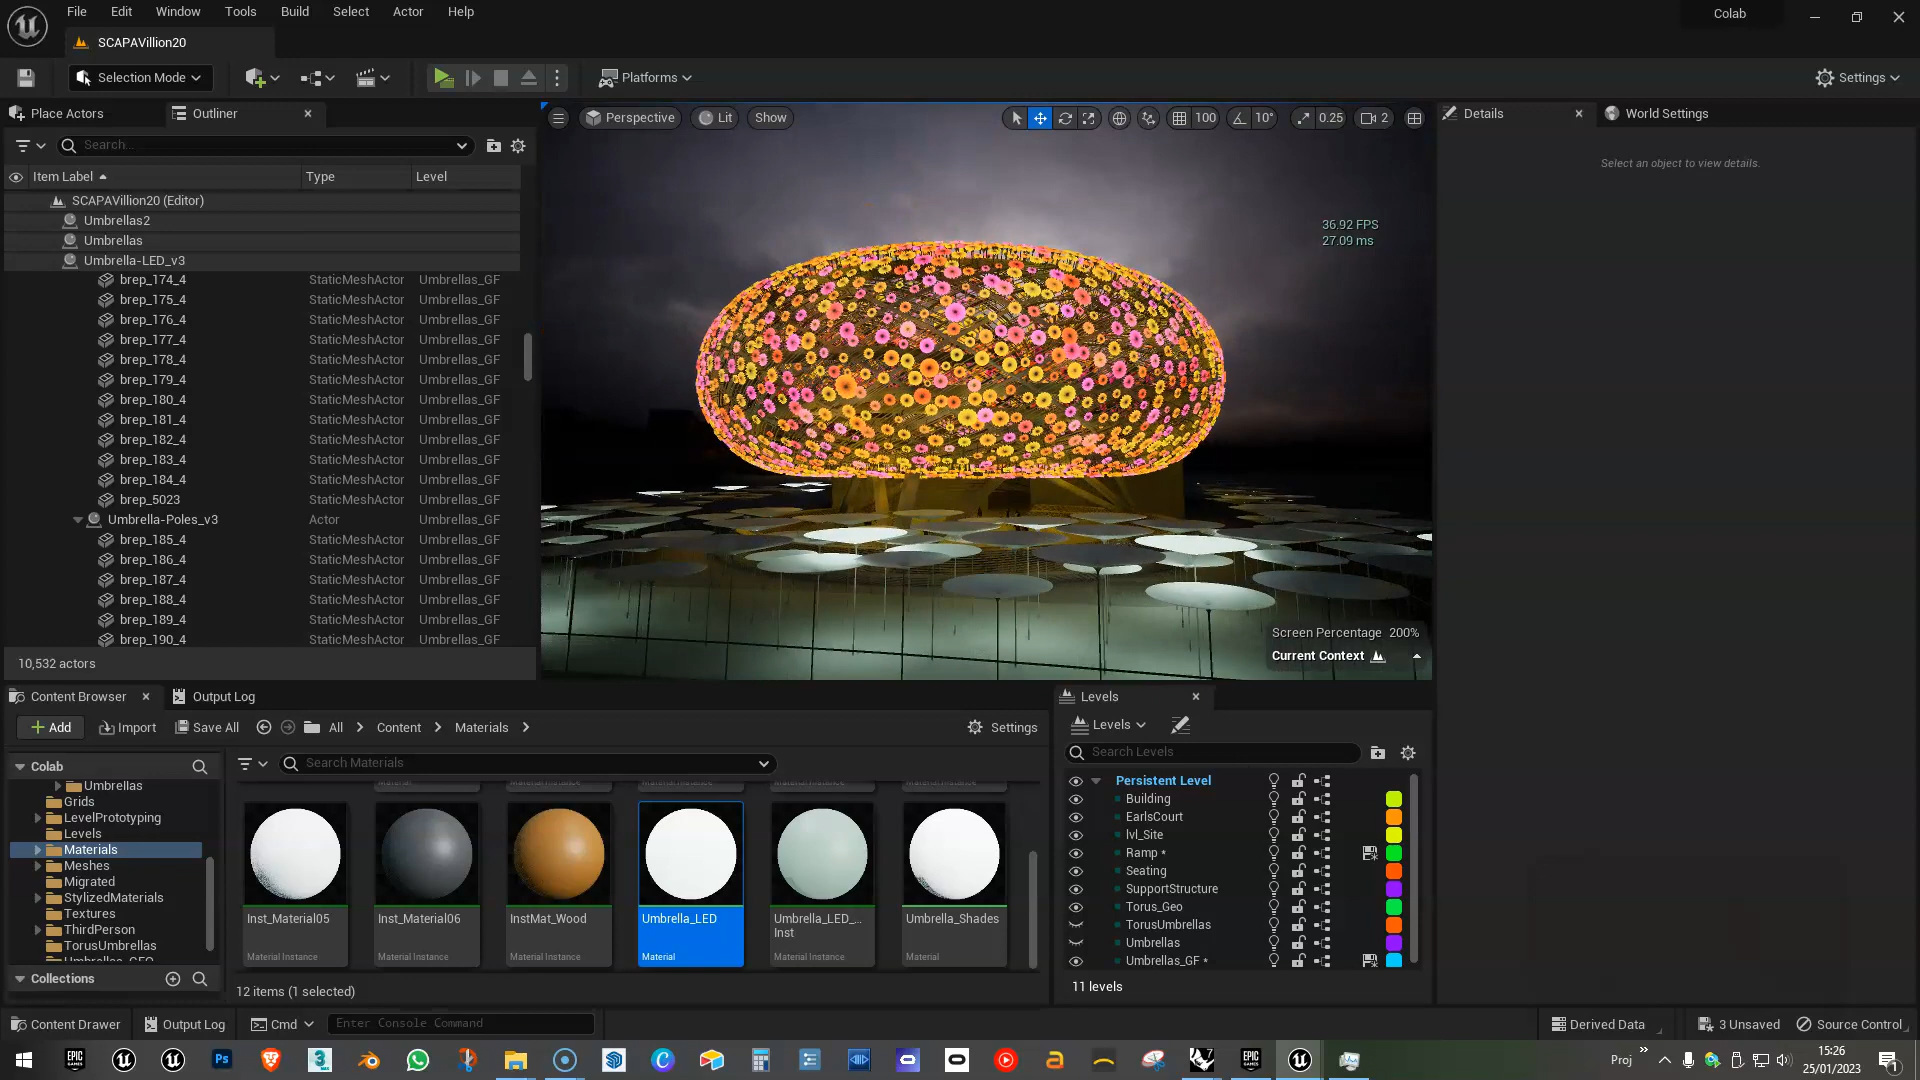 File Edit Window Tools Build Select Actor Help
Colab
SCAPAVillion20
Selection Mode
Platforms
Settings
Place Actors
Outliner
Search...
Item Label
Type
Level
SCAPAVillion20 (Editor)
Umbrellas2
Umbrellas
Umbrella-LED_v3
brep_174_4 StaticMeshActor Umbrellas_GF
brep_175_4 StaticMeshActor Umbrellas_GF
brep_176_4 StaticMeshActor Umbrellas_GF
brep_177_4 StaticMeshActor Umbrellas_GF
brep_178_4 StaticMeshActor Umbrellas_GF
brep_179_4 StaticMeshActor Umbrellas_GF
brep_180_4 StaticMeshActor Umbrellas_GF
brep_181_4 StaticMeshActor Umbrellas_GF
brep_182_4 StaticMeshActor Umbrellas_GF
brep_183_4 StaticMeshActor Umbrellas_GF
brep_184_4 StaticMeshActor Umbrellas_GF
brep_5023 StaticMeshActor Umbrellas_GF
Umbrella-Poles_v3 Actor Umbrellas_GF
brep_185_4 StaticMeshActor Umbrellas_GF
brep_186_4 StaticMeshActor Umbrellas_GF
brep_187_4 StaticMeshActor Umbrellas_GF
brep_188_4 StaticMeshActor Umbrellas_GF
brep_189_4 StaticMeshActor Umbrellas_GF
brep_190_4 StaticMeshActor Umbrellas_GF
10,532 actors
Perspective Lit Show
100 10° 0.25 2
36.92 FPS
27.09 ms
Screen Percentage 200%
Current Context
Details
World Settings
Select an object to view details.
Content Browser
Output Log
Add Import Save All All Content Materials Settings
Colab
Search Materials
Umbrellas
Grids
LevelPrototyping
Levels
Materials
Meshes
Migrated
StylizedMaterials
Textures
ThirdPerson
TorusUmbrellas
Umbrellas_GEO
Collections
Inst_Material05
Material Instance
Inst_Material06
Material Instance
InstMat_Wood
Material Instance
Umbrella_LED
Material
Umbrella_LED_...
Inst
Material Instance
Umbrella_Shades
Material
12 items (1 selected)
Levels
Levels
Search Levels
Persistent Level
Building
EarlsCourt
lvl_Site
Ramp *
Seating
SupportStructure
Torus_Geo
TorusUmbrellas
Umbrellas
Umbrellas_GF *
11 levels
Content Drawer Output Log Cmd Enter Console Command
Derived Data 3 Unsaved Source Control
Proj
15:26
25/01/2023